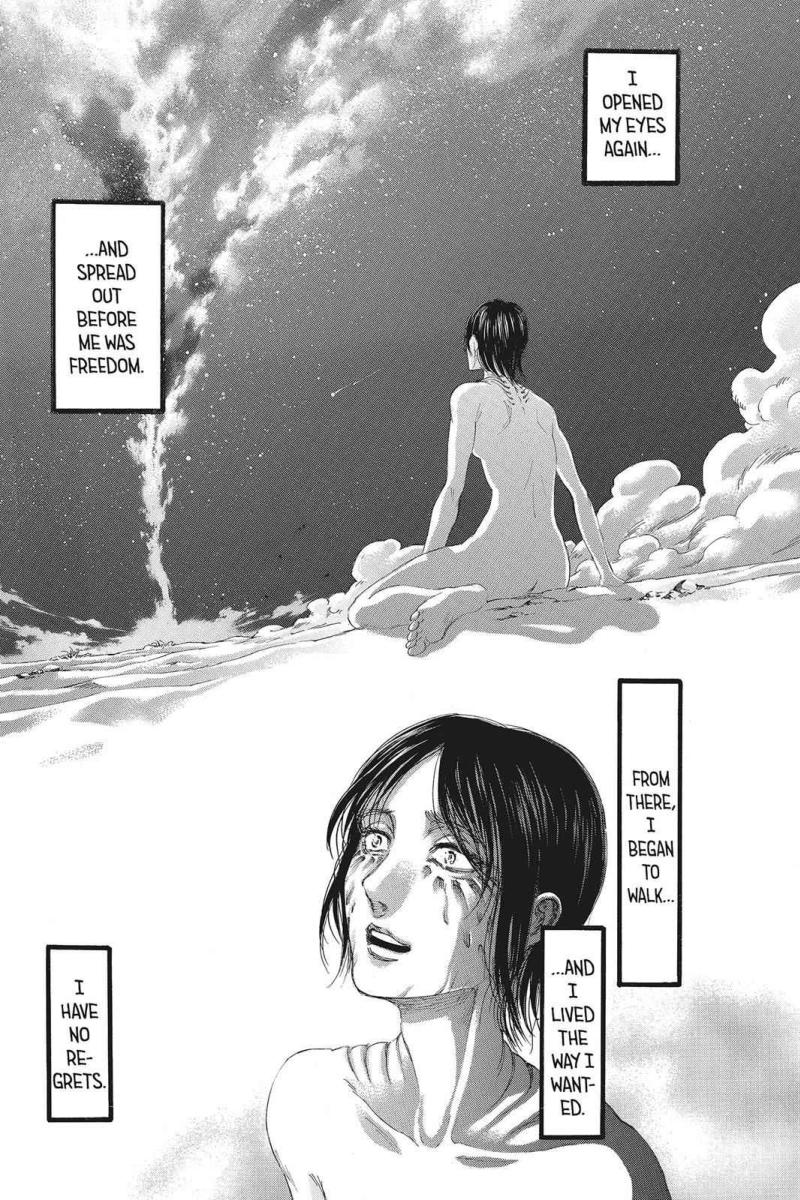 I
OPENED
MY EYES
AGAIN...
...AND
SPREAD
OUT
BEFORE
ME WAS
FREEDOM.
FROM
THERE,
I
BEGAN
TO
WALK...
...AND
I
LIVED
THE
WAY I
WANT-
ED.
I
HAVE
NO
RE-
GRETS.